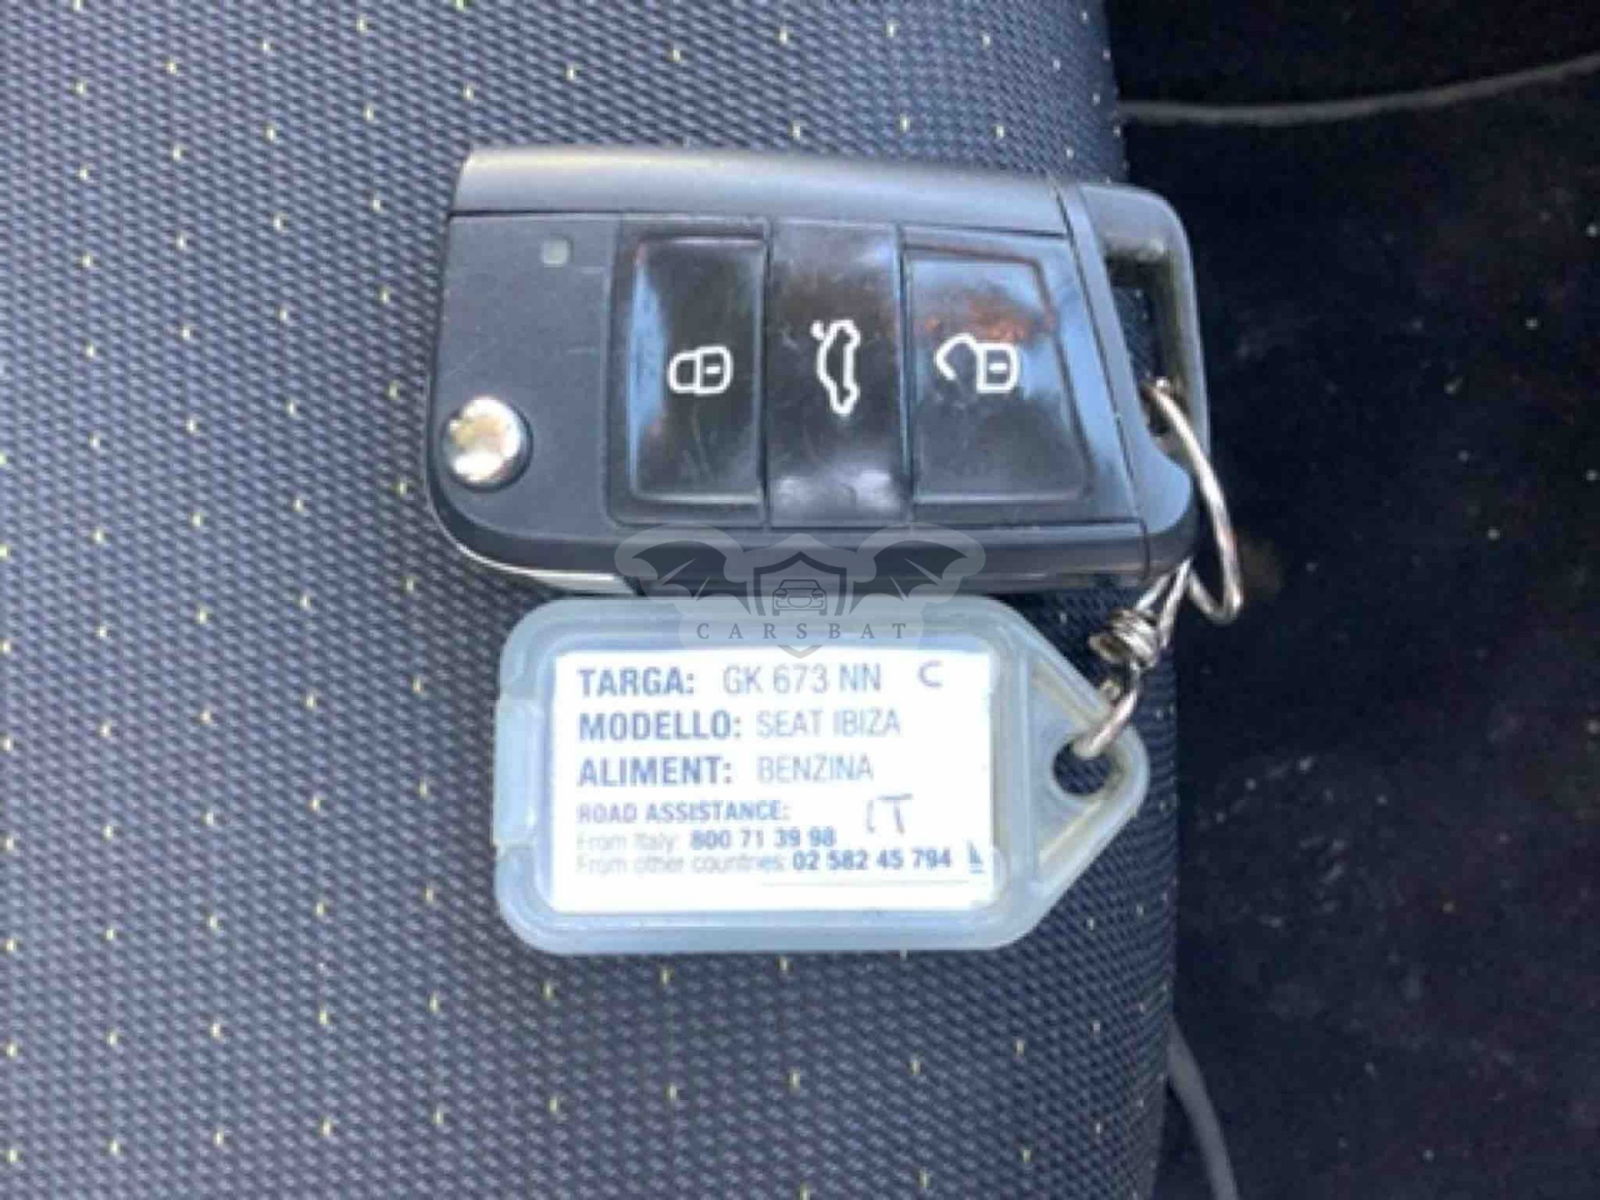 CARSBAT
TARGA: GK 673 NN C
MODELLO: SEAT IBIZA
ALIMENT: BENZINA
ROAD ASSISTANCE: IT
From Italy: 800 71 39 98
From other countries: 02 582 45 794